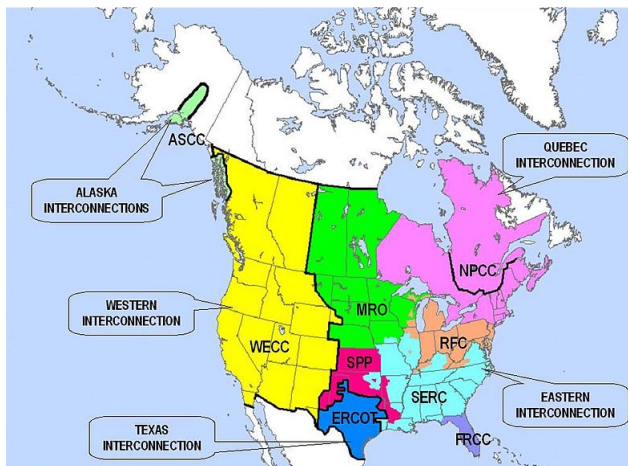 ASCC
QUEBEC
INTERCONNECTION
ALASKA
INTERCONNECTIONS
NPCC
WESTERN
INTERCONNECTION
MRO
WECC
RFC
SPP
SERC
EASTERN
INTERCONNECTION
ERCOT
TEXAS
INTERCONNECTION
FRCC